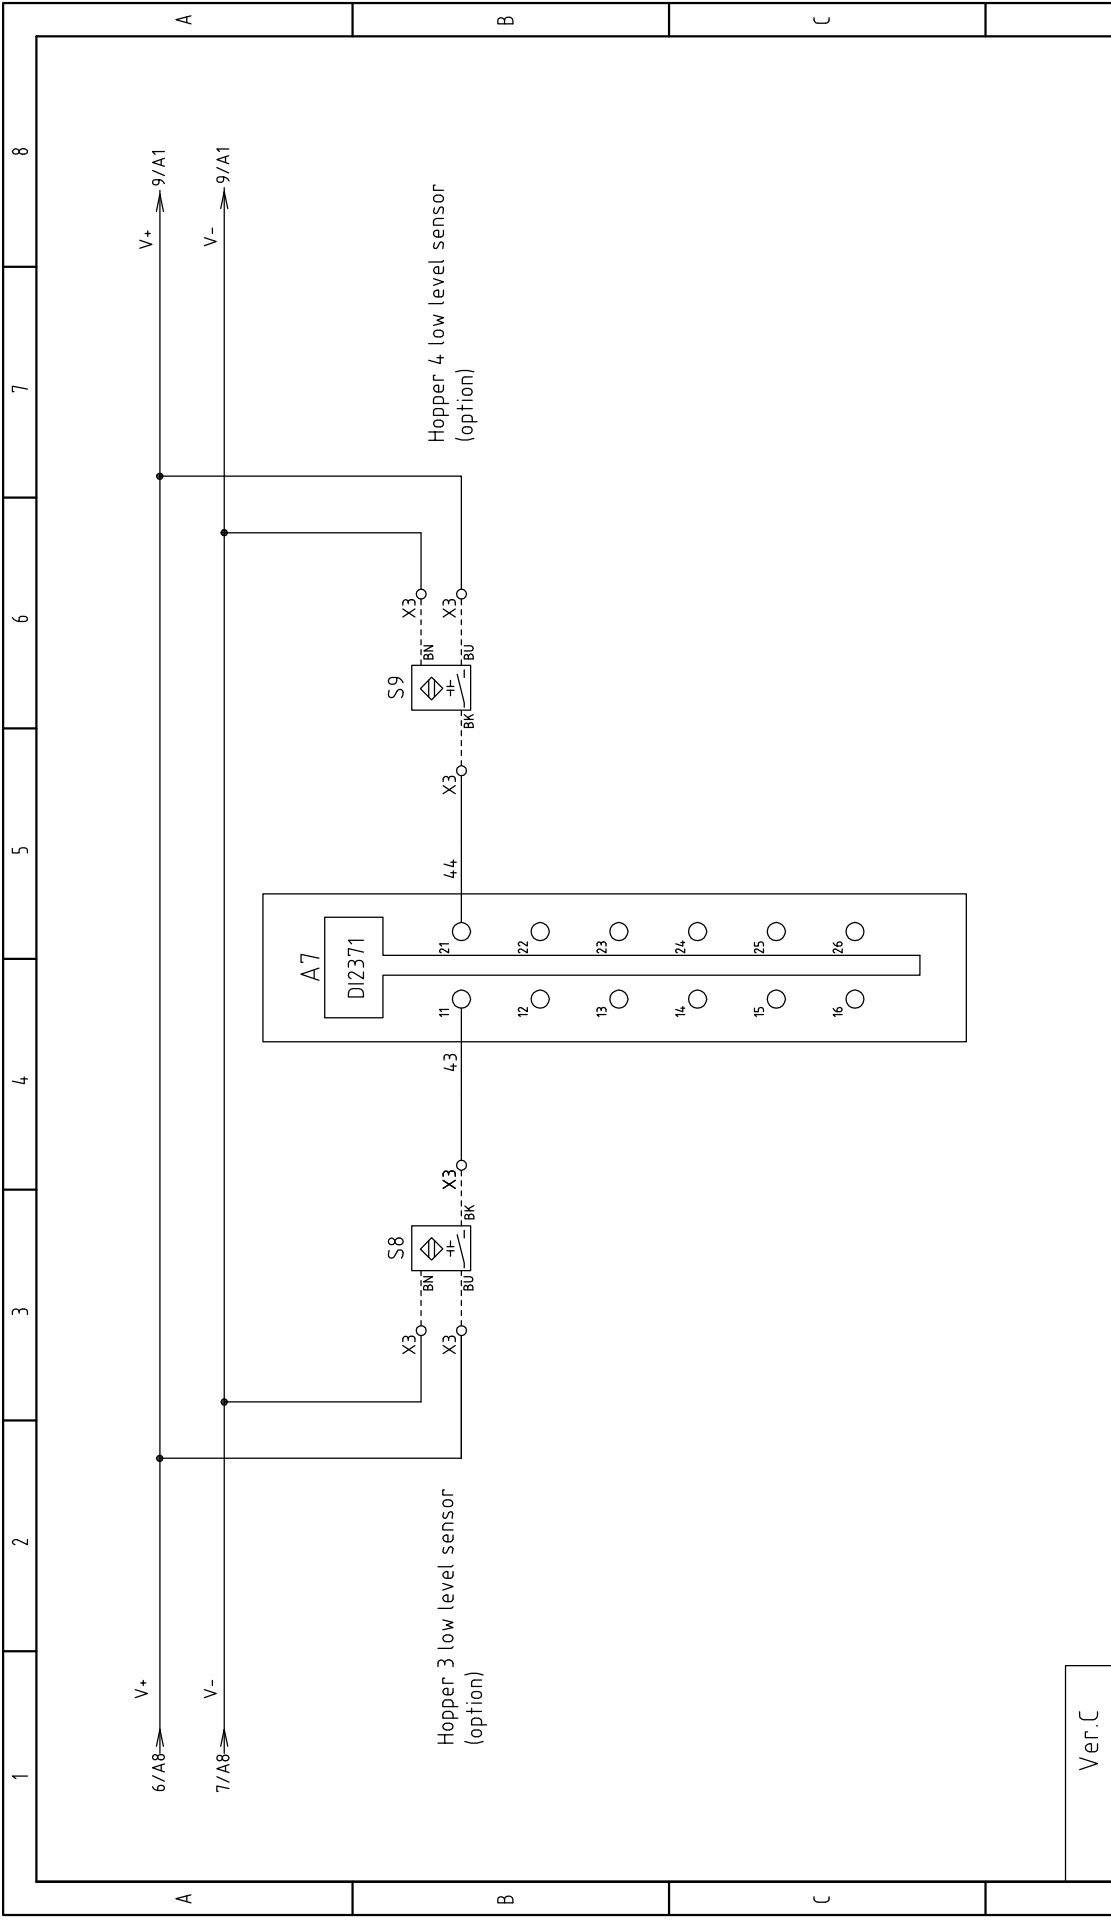 1
2
3
4
5
6
7
8
A
A
V+
V+
6/A8
9/A1
V-
V-
7/A8
9/A1
A7
DI2371
S8
S9
X3
BN
BN
X3
Hopper 3 low level sensor
(option)
Hopper 4 low level sensor
(option)
X3
BU
BK
X3
43
11
21
44
X3
BK
BU
X3
B
B
12
22
13
23
14
24
15
25
16
26
C
C
Ver.C